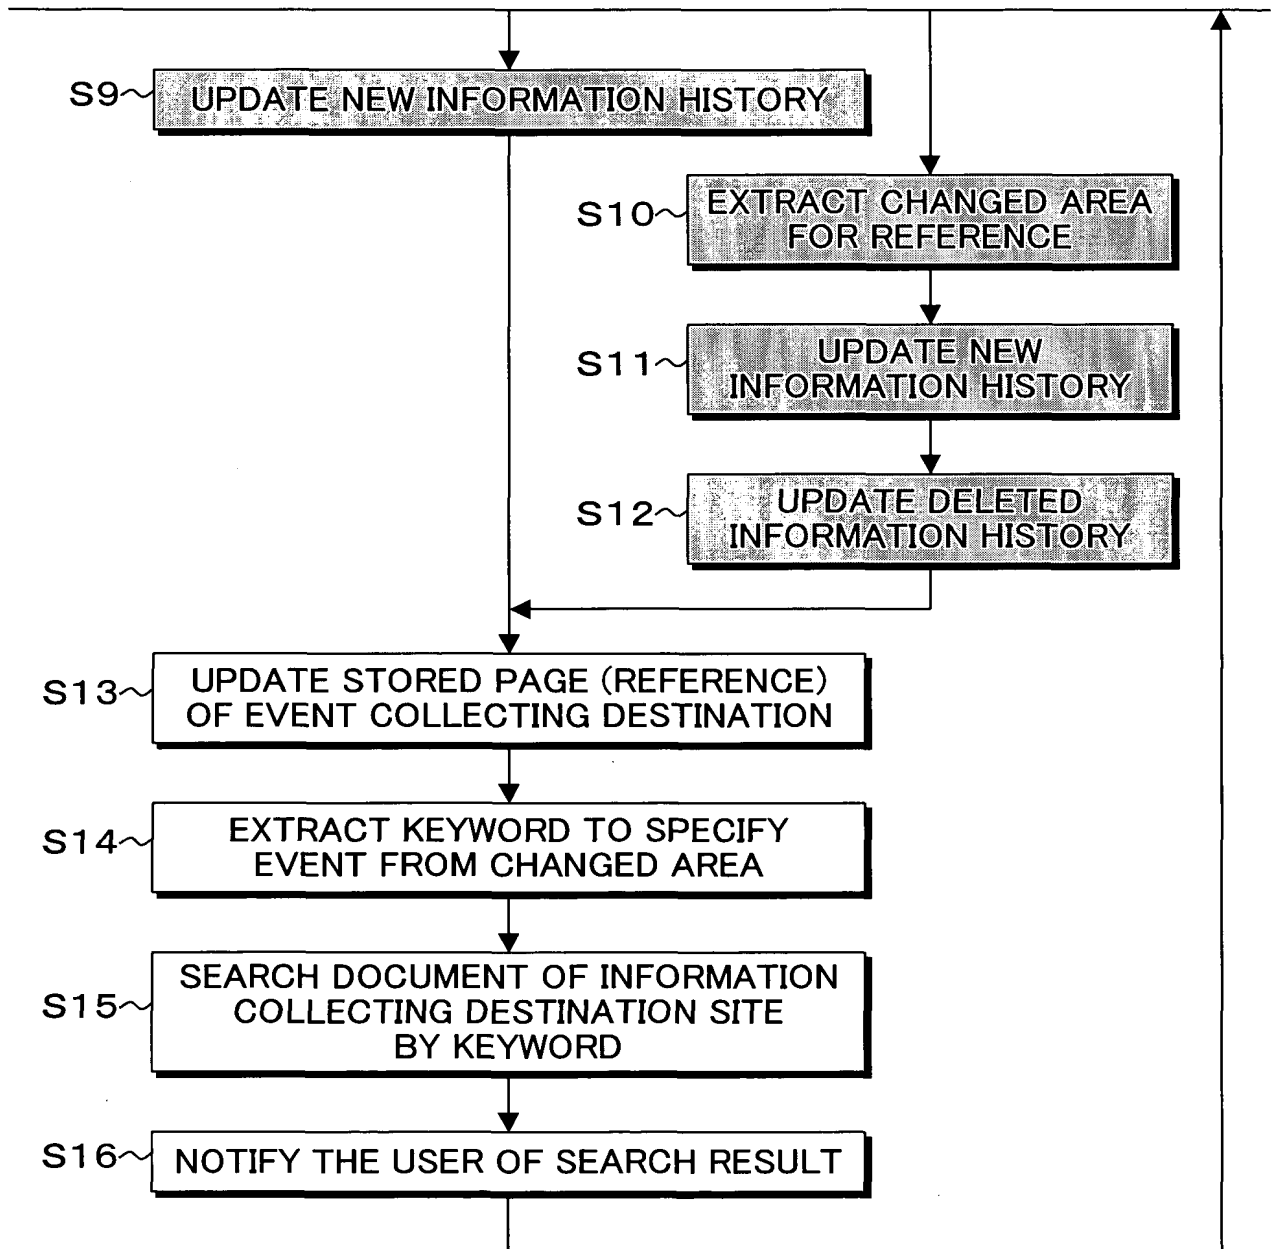 S9
UPDATE NEW INFORMATION HISTORY
S10
EXTRACT CHANGED AREA
FOR REFERENCE
S11
UPDATE NEW
INFORMATION HISTORY
S12
UPDATE DELETED
INFORMATION HISTORY
S13
UPDATE STORED PAGE (REFERENCE)
OF EVENT COLLECTING DESTINATION
S14
EXTRACT KEYWORD TO SPECIFY
EVENT FROM CHANGED AREA
S15
SEARCH DOCUMENT OF INFORMATION
COLLECTING DESTINATION SITE
BY KEYWORD
S16
NOTIFY THE USER OF SEARCH RESULT